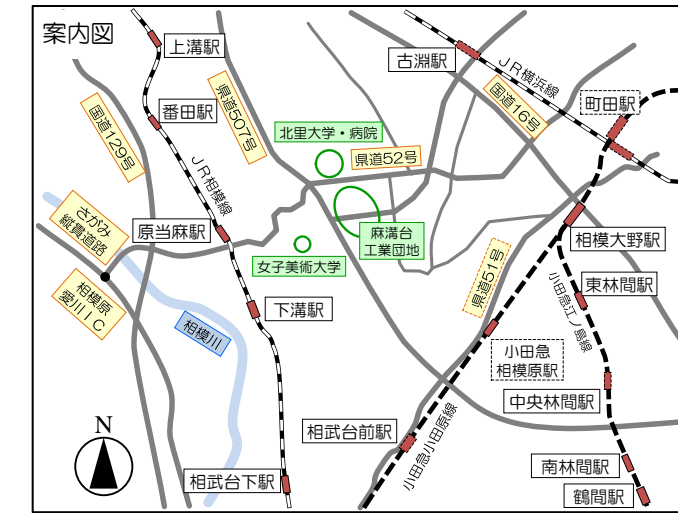 案内図
上溝駅
古淵駅
JR横浜線
町田駅
国道16号
県道507号
番田駅
国道129号
北里大学・病院
県道52号
JR相模線
さがみ
縦貫道路
原当麻駅
麻溝台
工業団地
相模大野駅
女子美術大学
県道51号
東林間駅
小田急江ノ島線
相模原
愛川IC
下溝駅
相模川
小田急
相模原駅
中央林間駅
相武台前駅
小田急小田原線
N
南林間駅
相武台下駅
鶴間駅